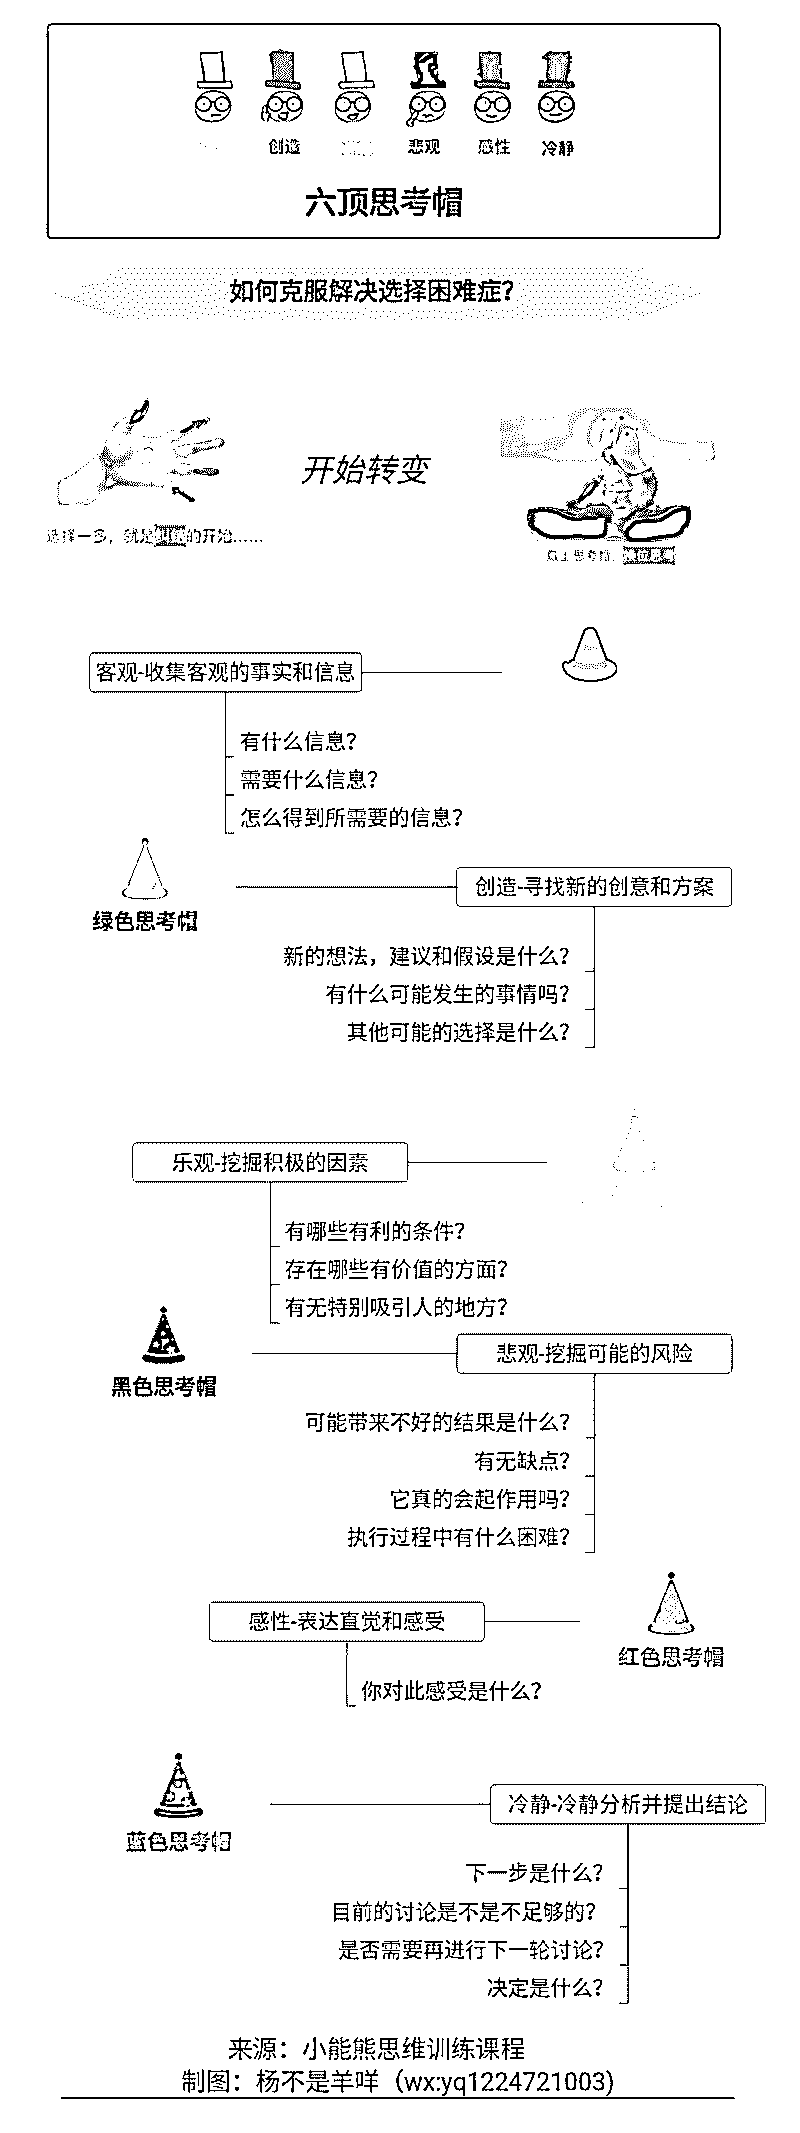 创造 悲观 感性 冷静
六顶思考帽
如何克服解决选择困难症？
开始转变
选择一多，就是纠结的开始……
客观-收集客观的事实和信息
有什么信息？
需要什么信息？
怎么得到所需要的信息？
绿色思考帽
创造-寻找新的创意和方案
新的想法，建议和假设是什么？
有什么可能发生的事情吗？
其他可能的选择是什么？
乐观-挖掘积极的因素
有哪些有利的条件？
存在哪些有价值的方面？
有无特别吸引人的地方？
黑色思考帽
悲观-挖掘可能的风险
可能带来不好的结果是什么？
有无缺点？
它真的会起作用吗？
执行过程中有什么困难？
感性-表达直觉和感受
红色思考帽
你对此感受是什么？
蓝色思考帽
冷静-冷静分析并提出结论
下一步是什么？
目前的讨论是不是不足够的？
是否需要再进行下一轮讨论？
决定是什么？
来源：小能熊思维训练课程
制图：杨不是羊咩（wx:yq1224721003)